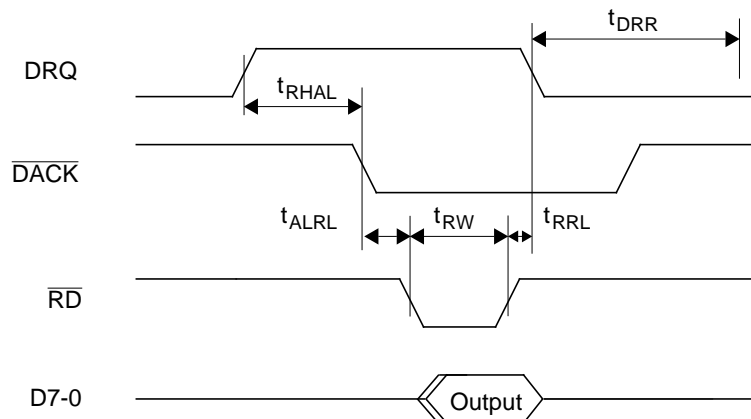 tDRR
DRQ
tRHAL
DACK
tALRL tRW tRRL
RD
D7-0 Output